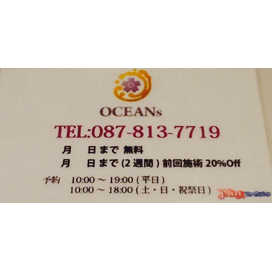 OCEANs
TEL:087-813-7719
月 日まで 無料
月 日まで (2週間) 前回施術 20%Off
予約 10:00～19:00 (平日)
10:00～18:00 (土・日・祝祭日)